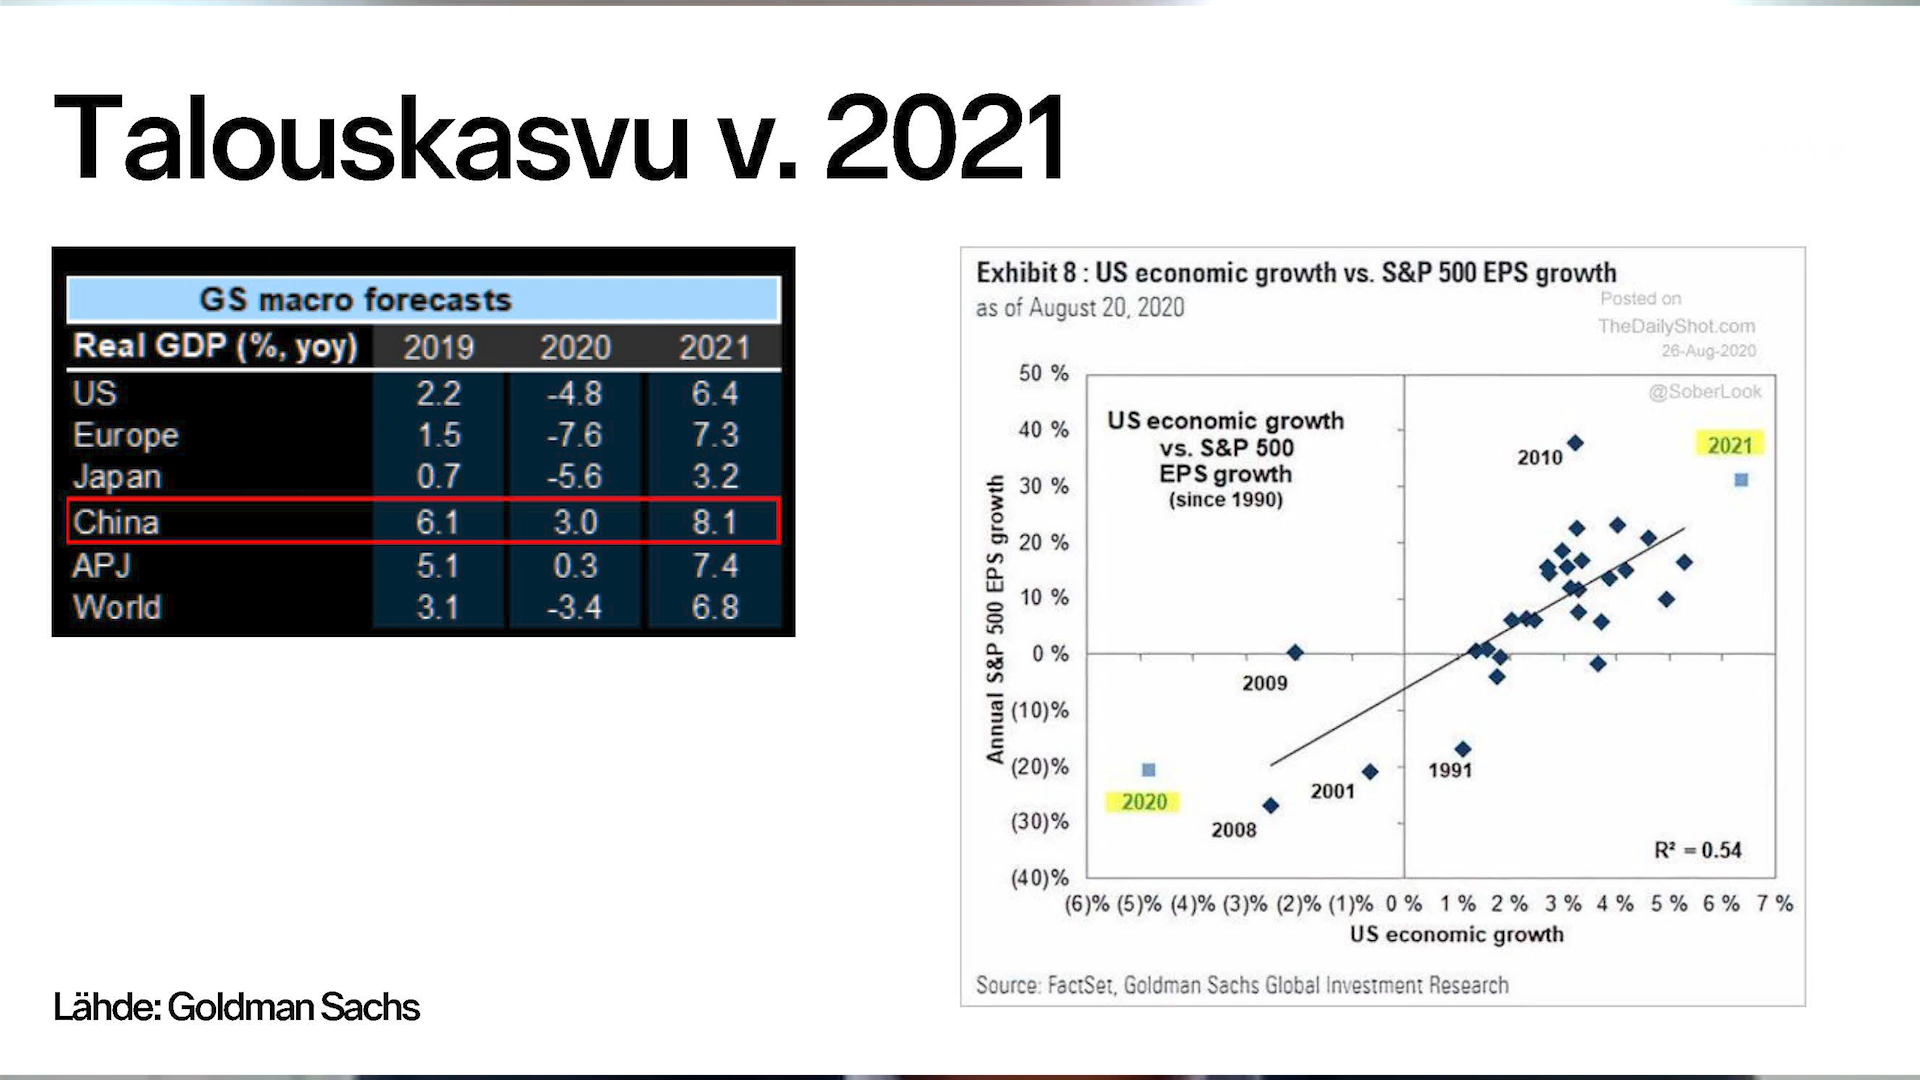 Talouskasvu v. 2021
GS macro forecasts
Real GDP (%, yoy) 2019 2020 2021
US 2.2 -4.8 6.4
Europe 1.5 -7.6 7.3
Japan 0.7 -5.6 3.2
China 6.1 3.0 8.1
APJ 5.1 0.3 7.4
World 3.1 -3.4 6.8
Lähde: Goldman Sachs
Exhibit 8 : US economic growth vs. S&P 500 EPS growth
as of August 20, 2020
Posted on
TheDailyShot.com
26-Aug-2020
@SoberLook
US economic growth
vs. S&P 500
EPS growth
(since 1990)
Annual S&P 500 EPS growth
50 %
40 %
30 %
20 %
10 %
0 %
(10)%
(20)%
(30)%
(40)%
2010
2021
2009
1991
2001
2020
2008
R² = 0.54
(6)% (5)% (4)% (3)% (2)% (1)% 0 % 1 % 2 % 3 % 4 % 5 % 6 % 7 %
US economic growth
Source: FactSet, Goldman Sachs Global Investment Research